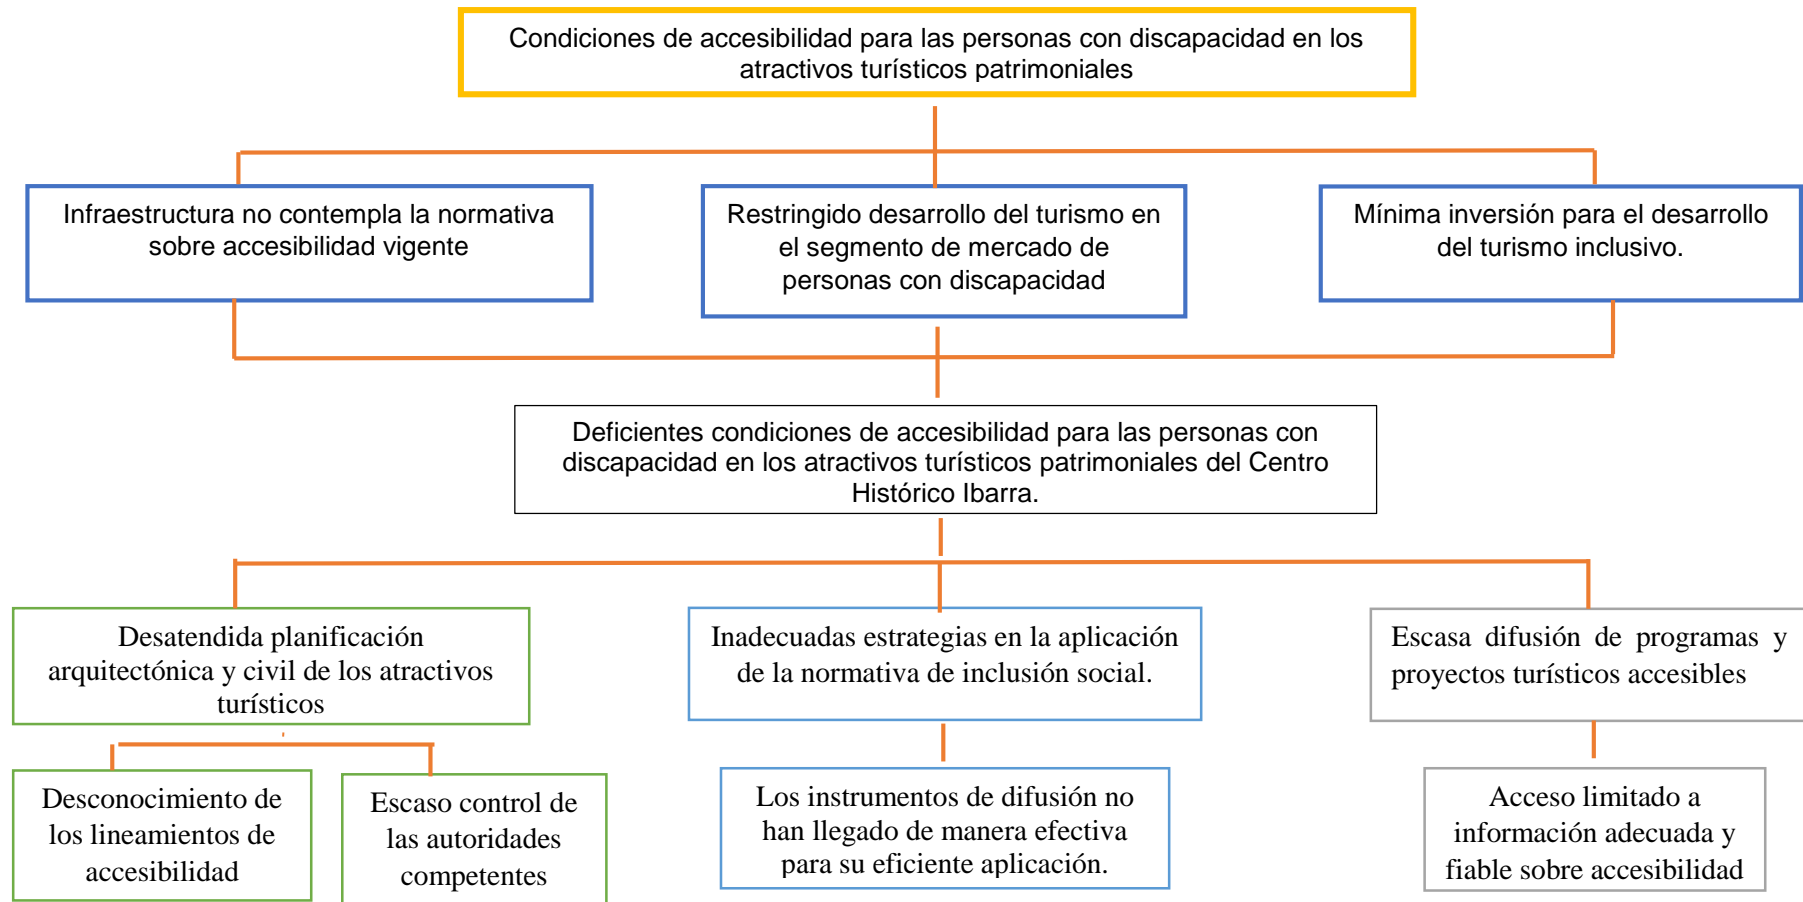 Condiciones de accesibilidad para las personas con discapacidad en los
atractivos turísticos patrimoniales
Infraestructura no contempla la normativa
sobre accesibilidad vigente
Restringido desarrollo del turismo en
el segmento de mercado de
personas con discapacidad
Mínima inversión para el desarrollo
del turismo inclusivo.
Deficientes condiciones de accesibilidad para las personas con
discapacidad en los atractivos turísticos patrimoniales del Centro
Histórico Ibarra.
Desatendida planificación
arquitectónica y civil de los atractivos
turísticos
Inadecuadas estrategias en la aplicación
de la normativa de inclusión social.
Escasa difusión de programas y
proyectos turísticos accesibles
Desconocimiento de
los lineamientos de
accesibilidad
Escaso control de
las autoridades
competentes
Los instrumentos de difusión no
han llegado de manera efectiva
para su eficiente aplicación.
Acceso limitado a
información adecuada y
fiable sobre accesibilidad